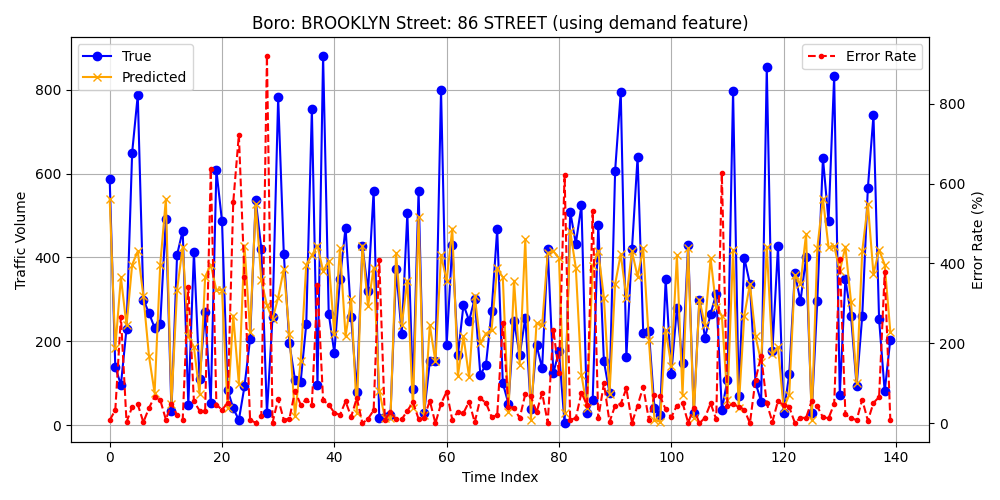 Boro: BROOKLYN Street: 86 STREET (using demand feature)
True
Predicted
Error Rate
Traffic Volume
800
600
400
200
0
Error Rate (%)
800
600
400
200
0
0 20 40 60 80 100 120 140
Time Index